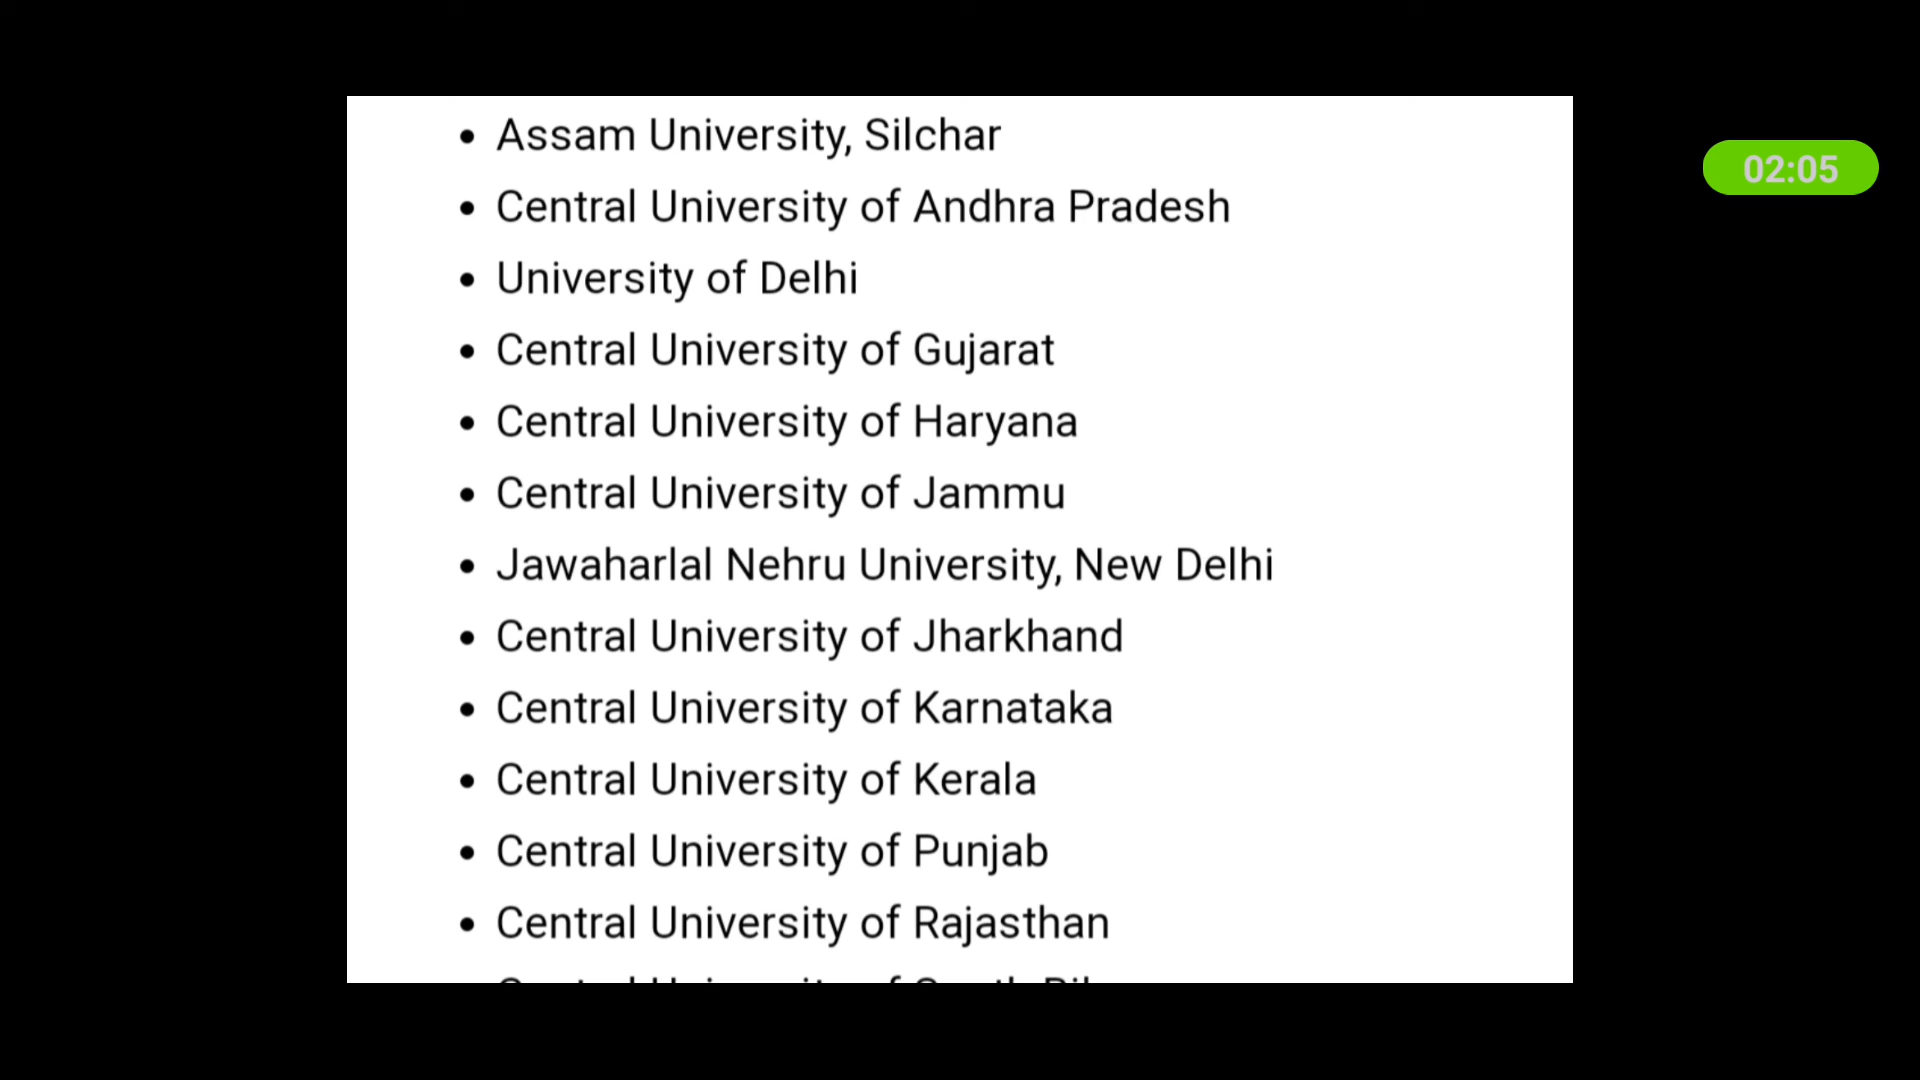 Assam University, Silchar
02:05
Central University of Andhra Pradesh
University of Delhi
Central University of Gujarat
Central University of Haryana
Central University of Jammu
Jawaharlal Nehru University, New Delhi
Central University of Jharkhand
Central University of Karnataka
Central University of Kerala
Central University of Punjab
Central University of Rajasthan